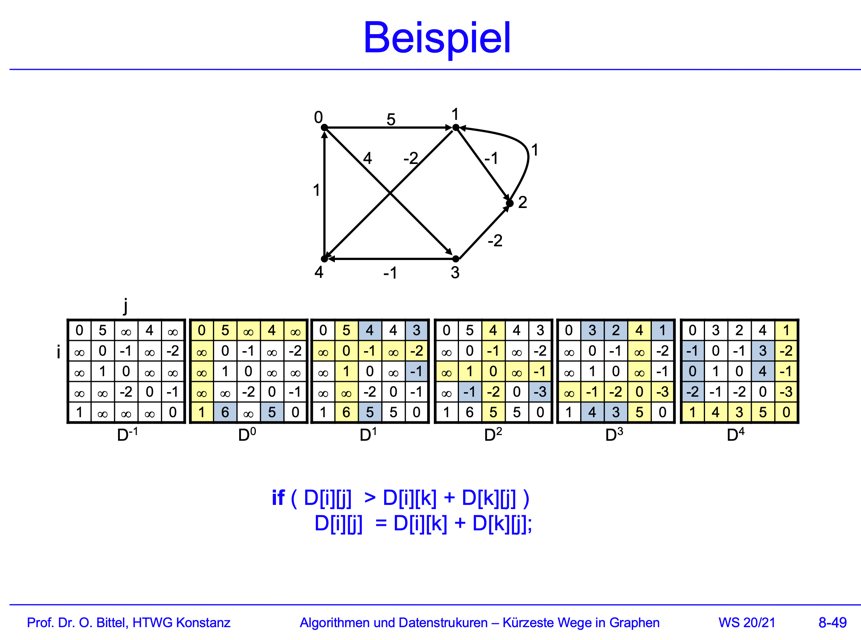 Beispiel
0
5
1
4
-2
-1
1
1
2
-2
4
-1
3
j
i
0 5 ∞ 4 ∞
∞ 0 -1 ∞ -2
∞ 1 0 ∞ ∞
∞ ∞ -2 0 -1
1 ∞ ∞ ∞ 0
D-1
0 5 ∞ 4 ∞
∞ 0 -1 ∞ -2
∞ 1 0 ∞ ∞
∞ ∞ -2 0 -1
1 6 ∞ 5 0
D0
0 5 4 4 3
∞ 0 -1 ∞ -2
∞ 1 0 ∞ -1
∞ ∞ -2 0 -1
1 6 5 5 0
D1
0 5 4 4 3
∞ 0 -1 ∞ -2
∞ 1 0 ∞ -1
∞ -1 -2 0 -3
1 6 5 5 0
D2
0 3 2 4 1
∞ 0 -1 ∞ -2
∞ 1 0 ∞ -1
∞ -1 -2 0 -3
1 4 3 5 0
D3
0 3 2 4 1
-1 0 -1 3 -2
0 1 0 4 -1
-2 -1 -2 0 -3
1 4 3 5 0
D4
if ( D[i][j] > D[i][k] + D[k][j] )
D[i][j] = D[i][k] + D[k][j];
Prof. Dr. O. Bittel, HTWG Konstanz Algorithmen und Datenstrukuren – Kürzeste Wege in Graphen WS 20/21 8-49